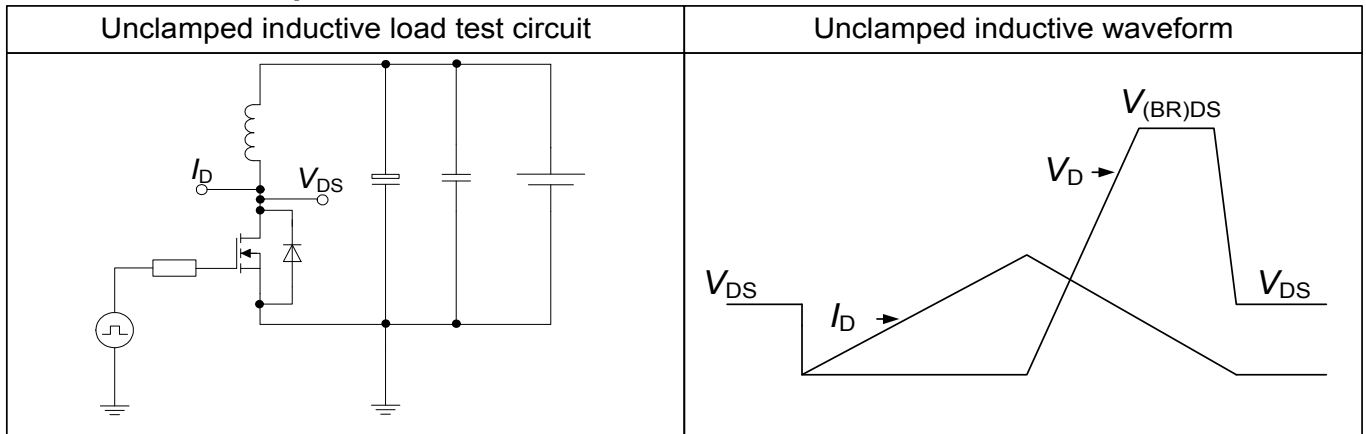 Unclamped inductive load test circuit
Unclamped inductive waveform
ID
VDS
V(BR)DS
VD
VDS
ID
VDS